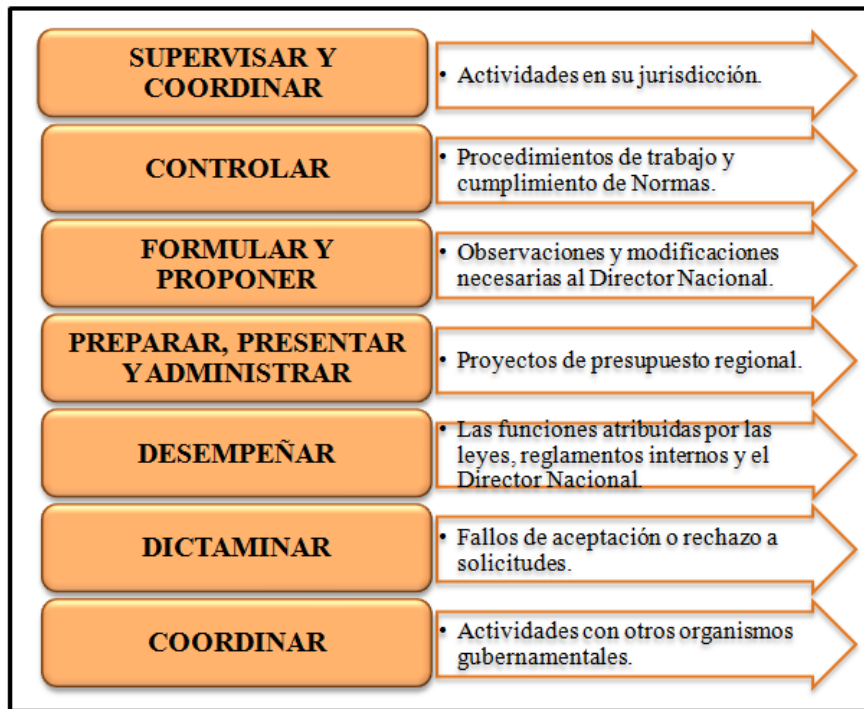 SUPERVISAR Y
COORDINAR
• Actividades en su jurisdicción.
CONTROLAR
• Procedimientos de trabajo y
cumplimiento de Normas.
FORMULAR Y
PROPONER
• Observaciones y modificaciones
necesarias al Director Nacional.
PREPARAR, PRESENTAR
Y ADMINISTRAR
• Proyectos de presupuesto regional.
DESEMPEÑAR
• Las funciones atribuidas por las
leyes, reglamentos internos y el
Director Nacional.
DICTAMINAR
• Fallos de aceptación o rechazo a
solicitudes.
COORDINAR
• Actividades con otros organismos
gubernamentales.